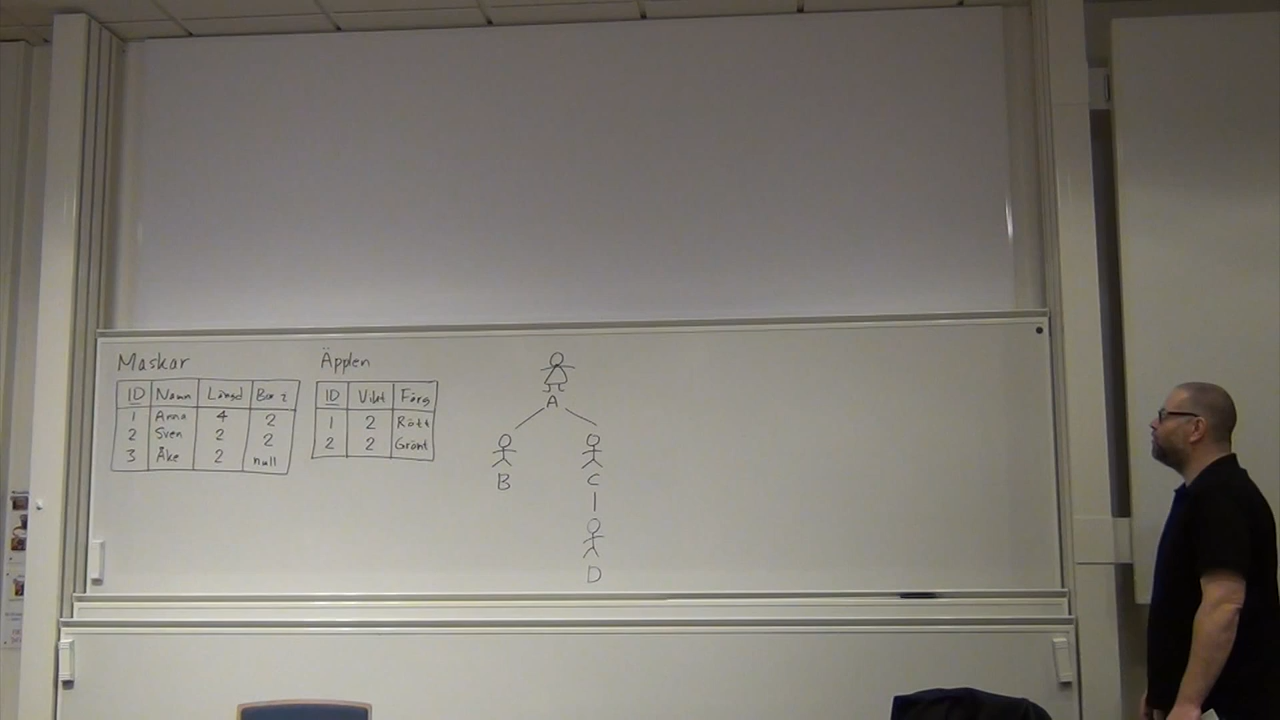 Maskar
ID Namn Längd Bor i
1 Anna 4 2
2 Sven 2 2
3 Åke 2 null
Äpplen
ID Vikt Färg
1 2 Rött
2 2 Grönt
A
B C
D